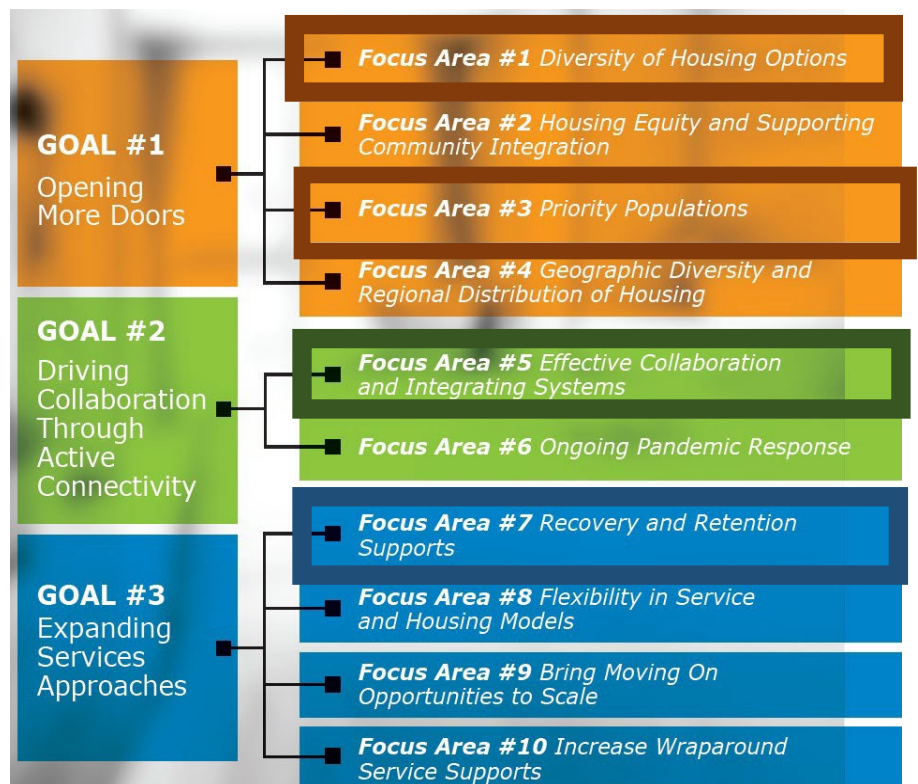 GOAL #1
Opening
More Doors
Focus Area #1 Diversity of Housing Options
Focus Area #2 Housing Equity and Supporting
Community Integration
Focus Area #3 Priority Populations
Focus Area #4 Geographic Diversity and
Regional Distribution of Housing
GOAL #2
Driving
Collaboration
Through
Active
Connectivity
Focus Area #5 Effective Collaboration
and Integrating Systems
Focus Area #6 Ongoing Pandemic Response
GOAL #3
Expanding
Services
Approaches
Focus Area #7 Recovery and Retention
Supports
Focus Area #8 Flexibility in Service
and Housing Models
Focus Area #9 Bring Moving On
Opportunities to Scale
Focus Area #10 Increase Wraparound
Service Supports